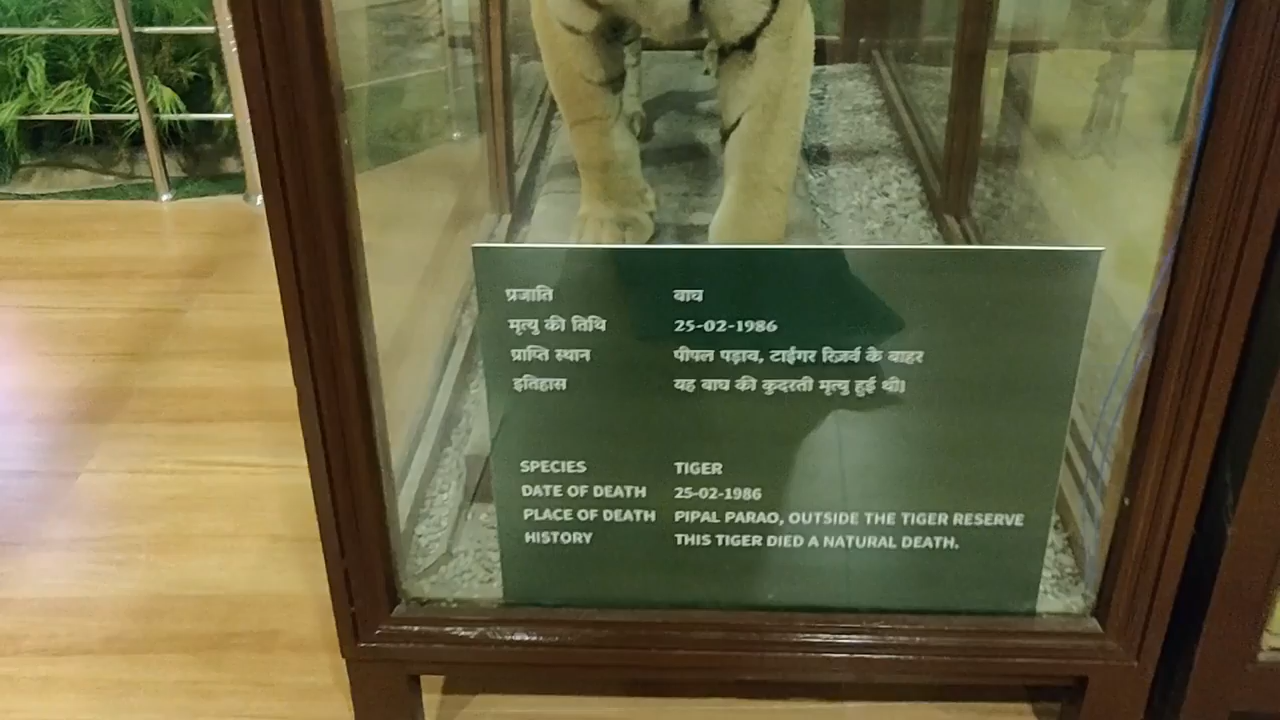 प्रजाति बाघ
मृत्यु की तिथि 25-02-1986
प्राप्ति स्थान पीपल पड़ाव, टाईगर रिज़र्व के बाहर
इतिहास यह बाघ की कुदरती मृत्यु हुई थी।
SPECIES TIGER
DATE OF DEATH 25-02-1986
PLACE OF DEATH PIPAL PARAO, OUTSIDE THE TIGER RESERVE
HISTORY THIS TIGER DIED A NATURAL DEATH.